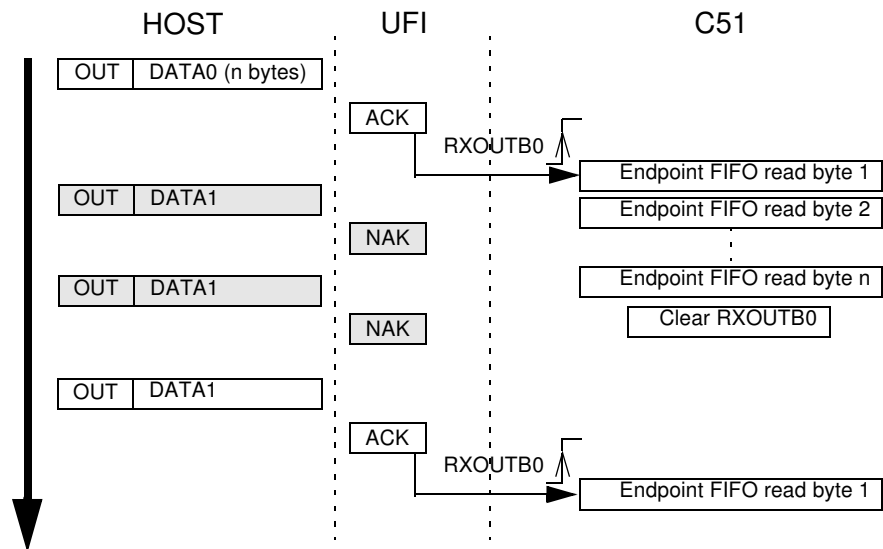 HOST UFI C51
OUT DATA0 (n bytes)
ACK
RXOUTB0
Endpoint FIFO read byte 1
OUT DATA1
Endpoint FIFO read byte 2
NAK
OUT DATA1
Endpoint FIFO read byte n
NAK
Clear RXOUTB0
OUT DATA1
ACK
RXOUTB0
Endpoint FIFO read byte 1